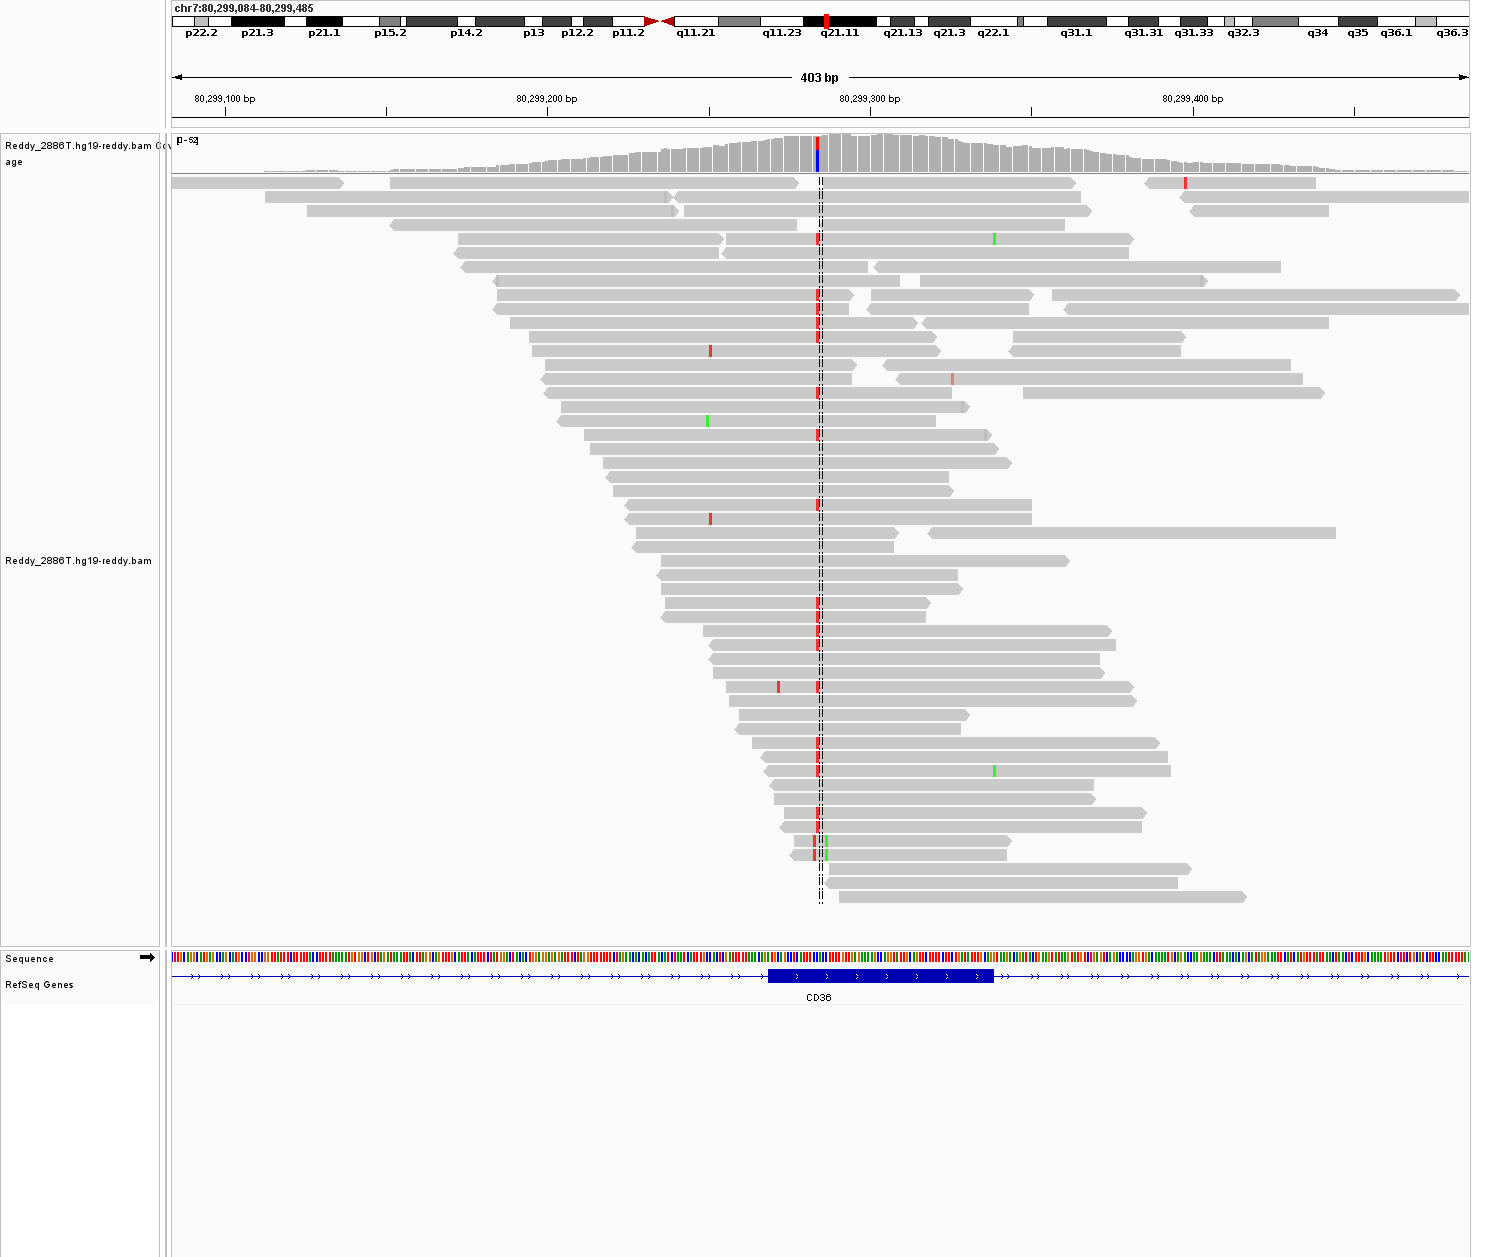 chr7:80,299,084-80,299,485
p22.2 p21.3 p21.1 p15.2 p14.2 p13 p12.2 p11.2 q11.21 q11.23 q21.11 q21.13 q21.3 q22.1 q31.1 q31.31 q31.33 q32.3 q34 q35 q36.1 q36.3
403 bp
80,299,100 bp 80,299,200 bp 80,299,300 bp 80,299,400 bp
Reddy_2886T.hg19-reddy.bam Cov
age
[0-52]
Reddy_2886T.hg19-reddy.bam
Sequence
RefSeq Genes
CD36